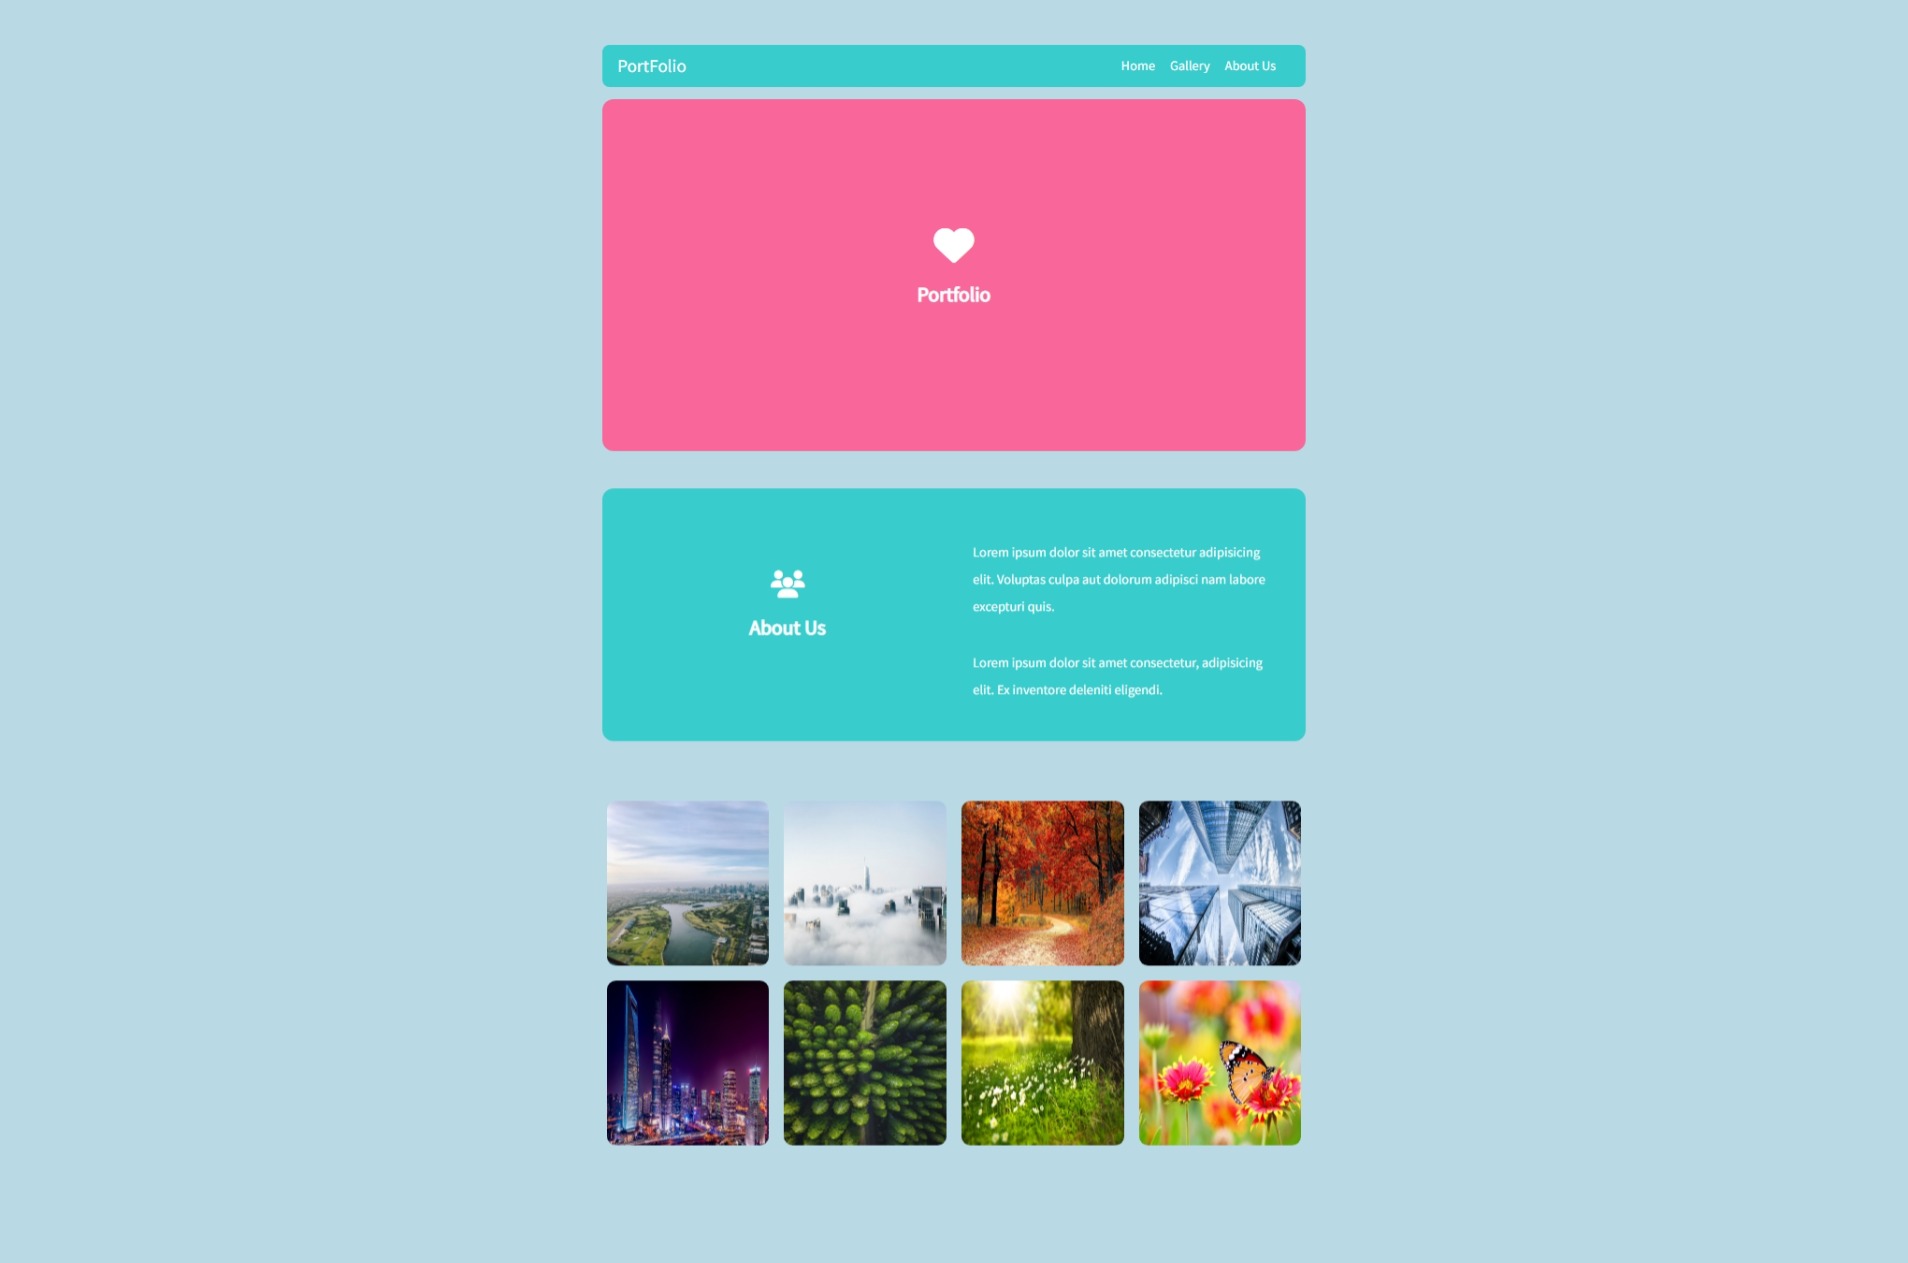 PortFolio
Home Gallery About Us
Portfolio
About Us
Lorem ipsum dolor sit amet consectetur adipisicing
elit. Voluptas culpa aut dolorum adipisci nam labore
excepturi quis.
Lorem ipsum dolor sit amet consectetur, adipisicing
elit. Ex inventore deleniti eligendi.